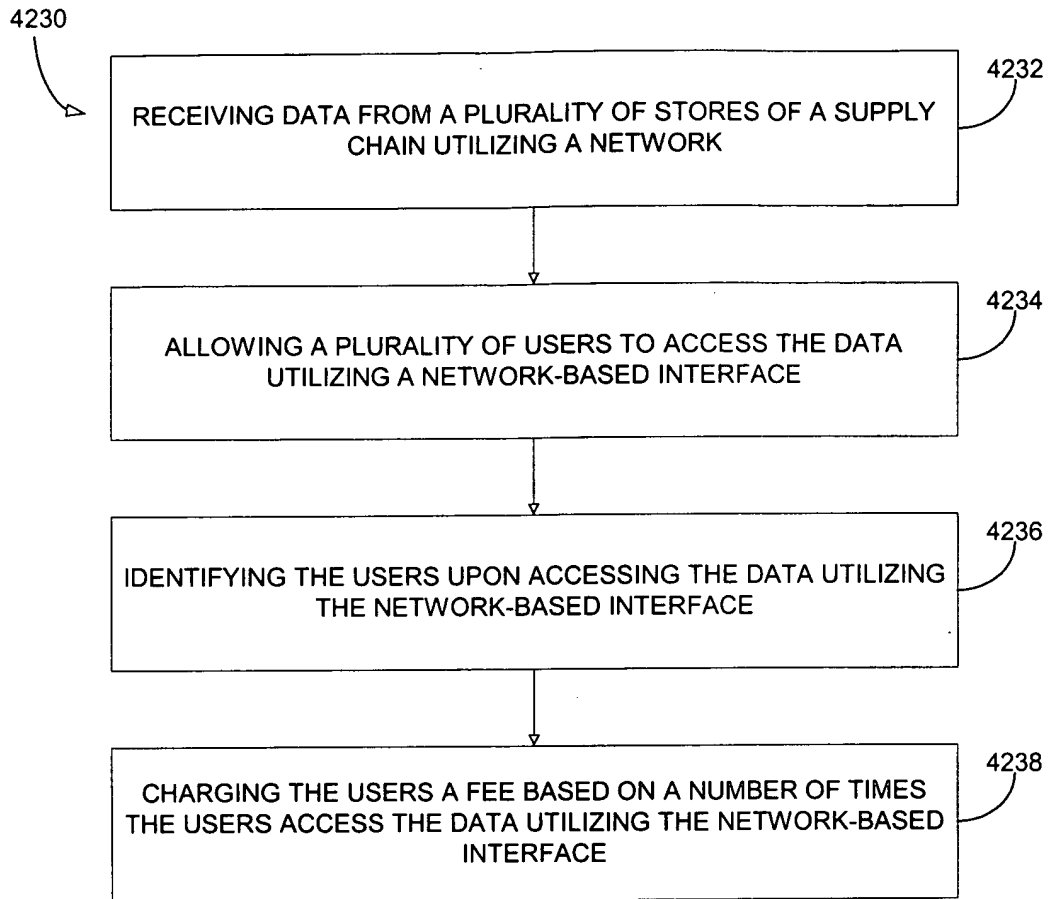 4230
4232
RECEIVING DATA FROM A PLURALITY OF STORES OF A SUPPLY
CHAIN UTILIZING A NETWORK
4234
ALLOWING A PLURALITY OF USERS TO ACCESS THE DATA
UTILIZING A NETWORK-BASED INTERFACE
4236
IDENTIFYING THE USERS UPON ACCESSING THE DATA UTILIZING
THE NETWORK-BASED INTERFACE
4238
CHARGING THE USERS A FEE BASED ON A NUMBER OF TIMES
THE USERS ACCESS THE DATA UTILIZING THE NETWORK-BASED
INTERFACE